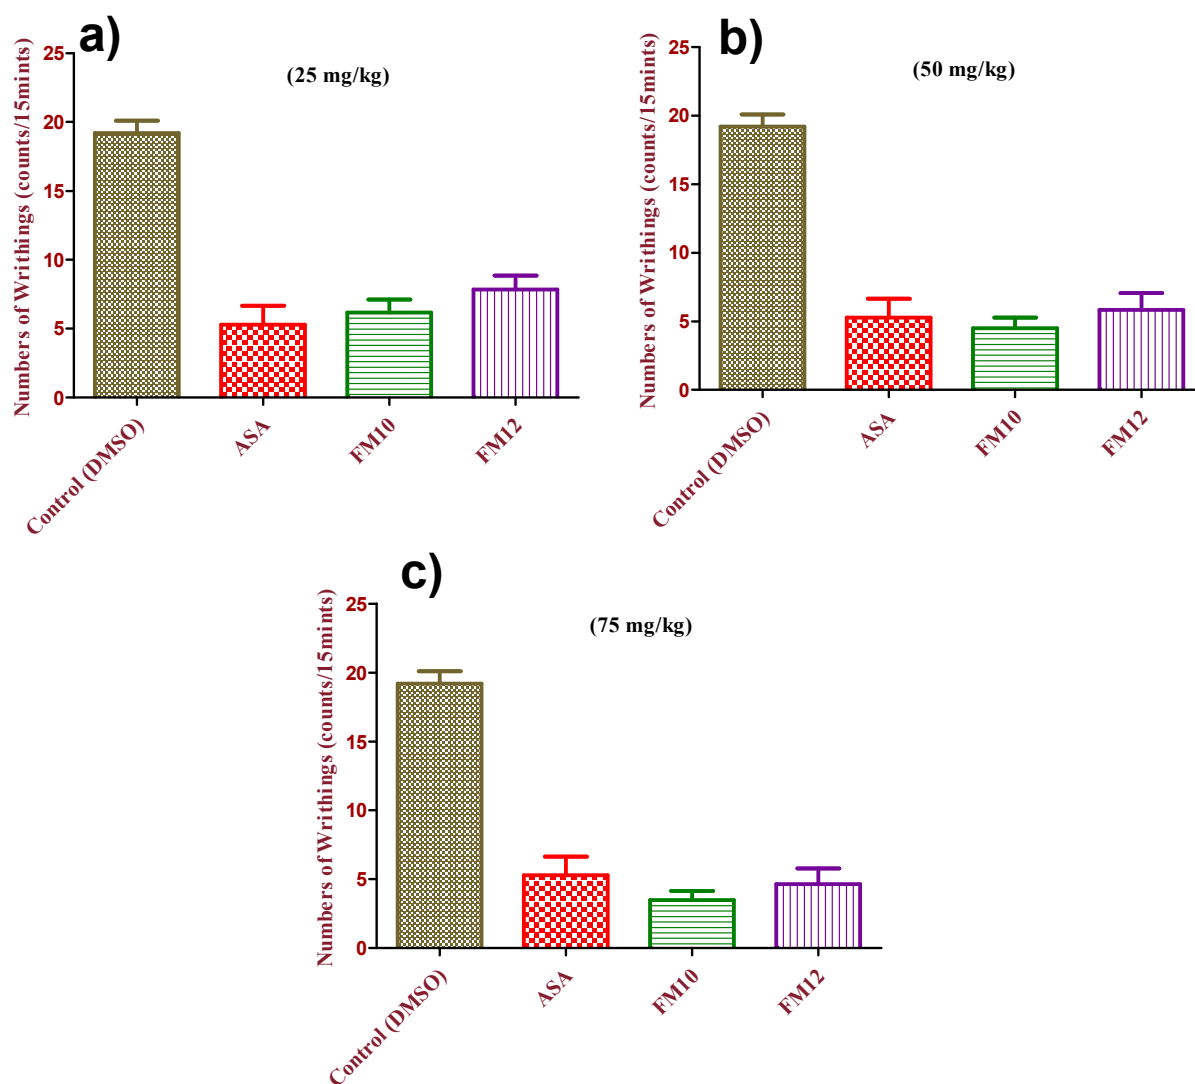 a)
(25 mg/kg)
Numbers of Writhings (counts/15mints)
25
20
15
10
5
0
Control (DMSO)
ASA
FM10
FM12
b)
(50 mg/kg)
Numbers of Writhings (counts/15mints)
25
20
15
10
5
0
Control (DMSO)
ASA
FM10
FM12
c)
(75 mg/kg)
Numbers of Writhings (counts/15mints)
25
20
15
10
5
0
Control (DMSO)
ASA
FM10
FM12